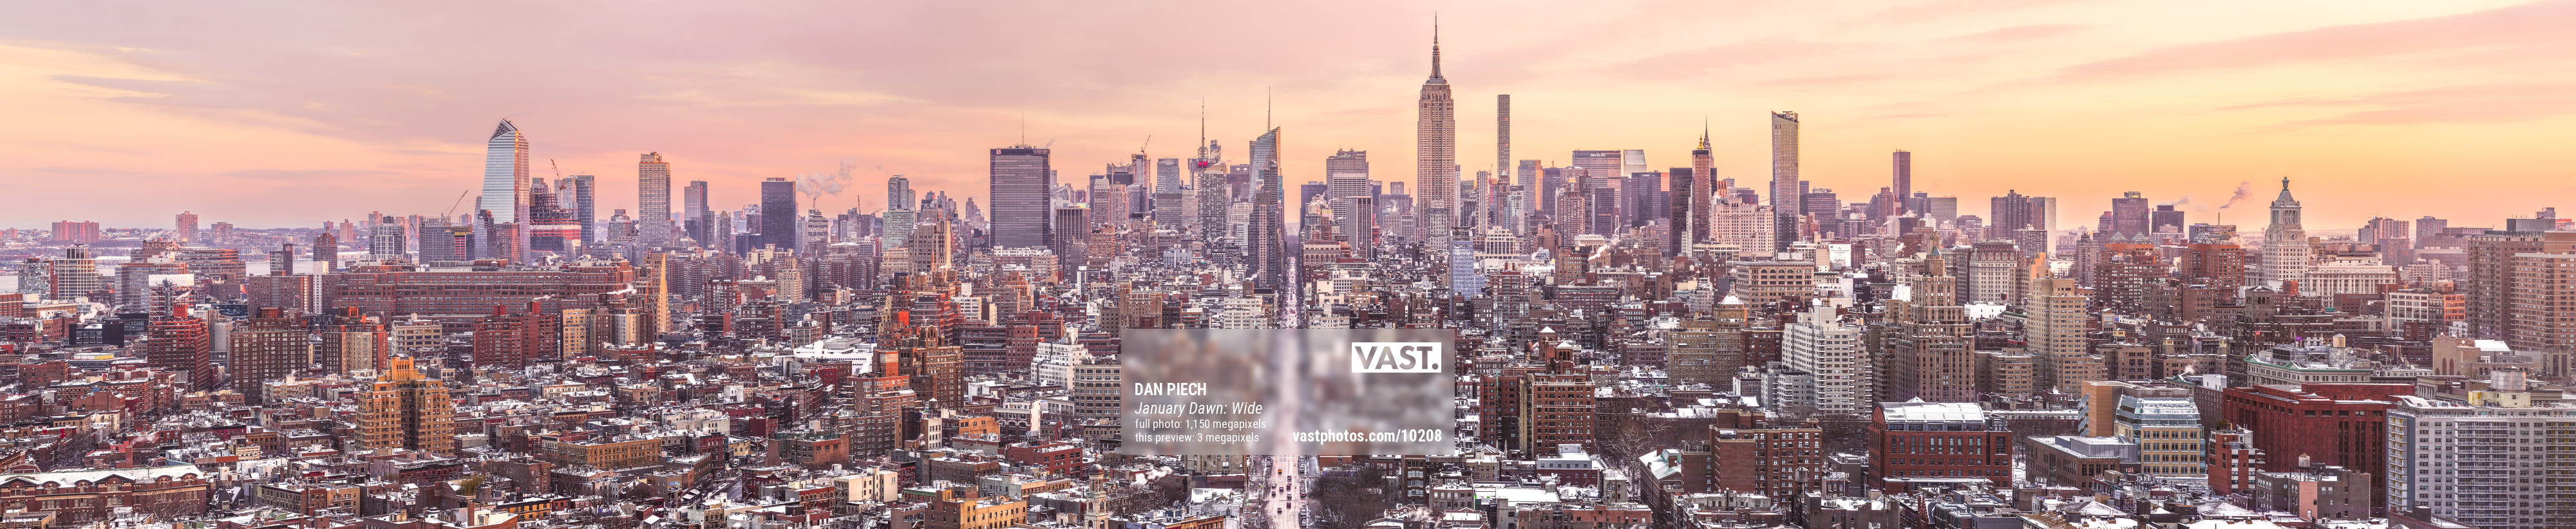 VAST.
DAN PIECH
January Dawn: Wide
full photo: 1,150 megapixels
this preview: 3 megapixels
vastphotos.com/10208